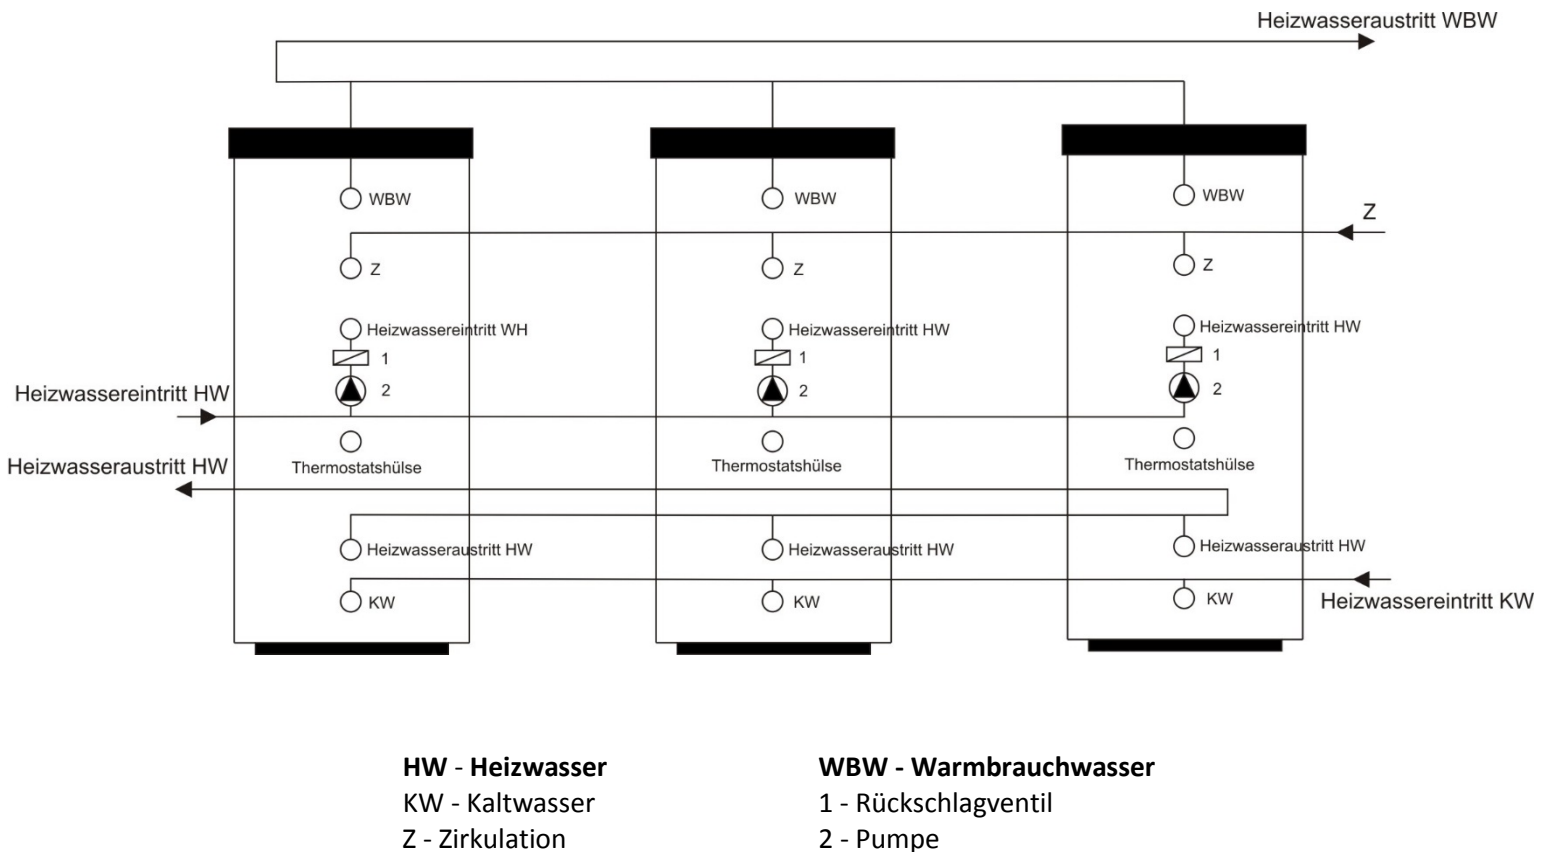 Heizwasseraustritt WBW
WBW
WBW
WBW
Z
Z
Z
Z
Heizwassereintritt WH
Heizwassereintritt HW
Heizwassereintritt HW
1
1
1
Heizwassereintritt HW
2
2
2
Heizwasseraustritt HW
Thermostatshülse
Thermostatshülse
Thermostatshülse
Heizwasseraustritt HW
Heizwasseraustritt HW
Heizwasseraustritt HW
KW
KW
KW
Heizwassereintritt KW
HW - Heizwasser
WBW - Warmbrauchwasser
KW - Kaltwasser
1 - Rückschlagventil
Z - Zirkulation
2 - Pumpe